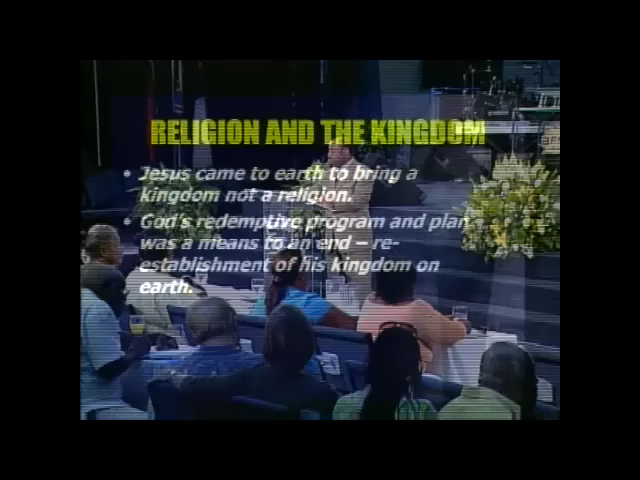 RELIGION AND THE KINGDOM
• Jesus came to earth to bring a
kingdom not a religion.
• God's redemptive program and plan
was a means to an end – re-
establishment of his kingdom on
earth.